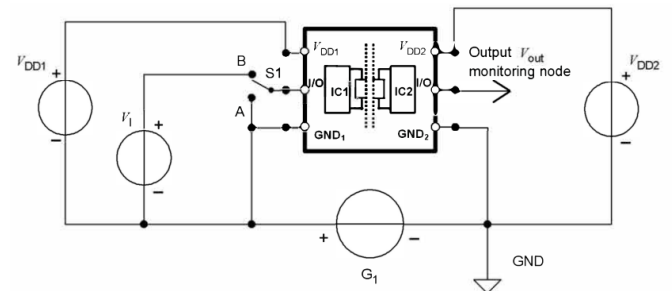 VDD1
+
−
VI
+
−
B
S1
A
VDD1
I/O
IC1
GND1
VDD2
IC2
I/O
GND2
Output Vout
monitoring node
VDD2
+
−
+
−
G1
GND